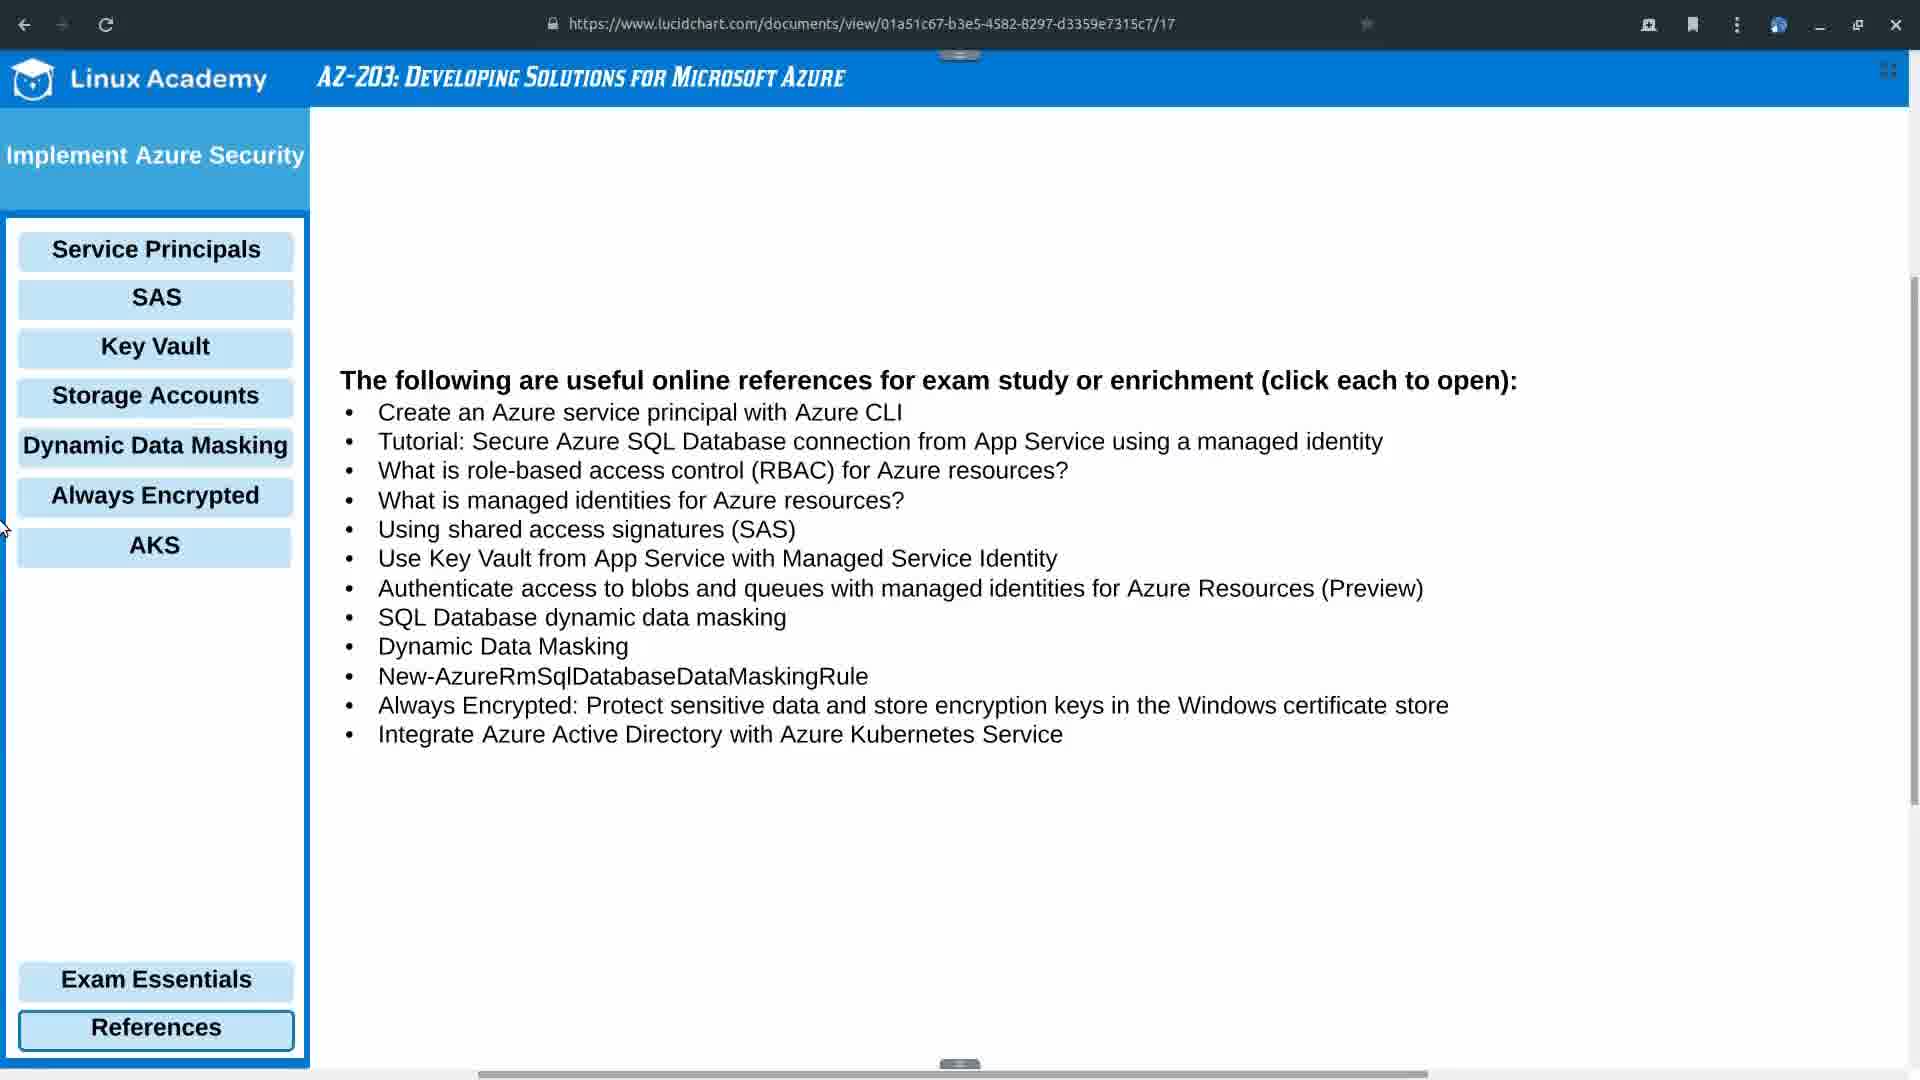 https://www.lucidchart.com/documents/view/01a51c67-b3e5-4582-8297-d3359e7315c7/17
Linux Academy
AZ-203: Developing Solutions for Microsoft Azure
Implement Azure Security
Service Principals
SAS
Key Vault
Storage Accounts
Dynamic Data Masking
Always Encrypted
AKS
Exam Essentials
References
The following are useful online references for exam study or enrichment (click each to open):
• Create an Azure service principal with Azure CLI
• Tutorial: Secure Azure SQL Database connection from App Service using a managed identity
• What is role-based access control (RBAC) for Azure resources?
• What is managed identities for Azure resources?
• Using shared access signatures (SAS)
• Use Key Vault from App Service with Managed Service Identity
• Authenticate access to blobs and queues with managed identities for Azure Resources (Preview)
• SQL Database dynamic data masking
• Dynamic Data Masking
• New-AzureRmSqlDatabaseDataMaskingRule
• Always Encrypted: Protect sensitive data and store encryption keys in the Windows certificate store
• Integrate Azure Active Directory with Azure Kubernetes Service